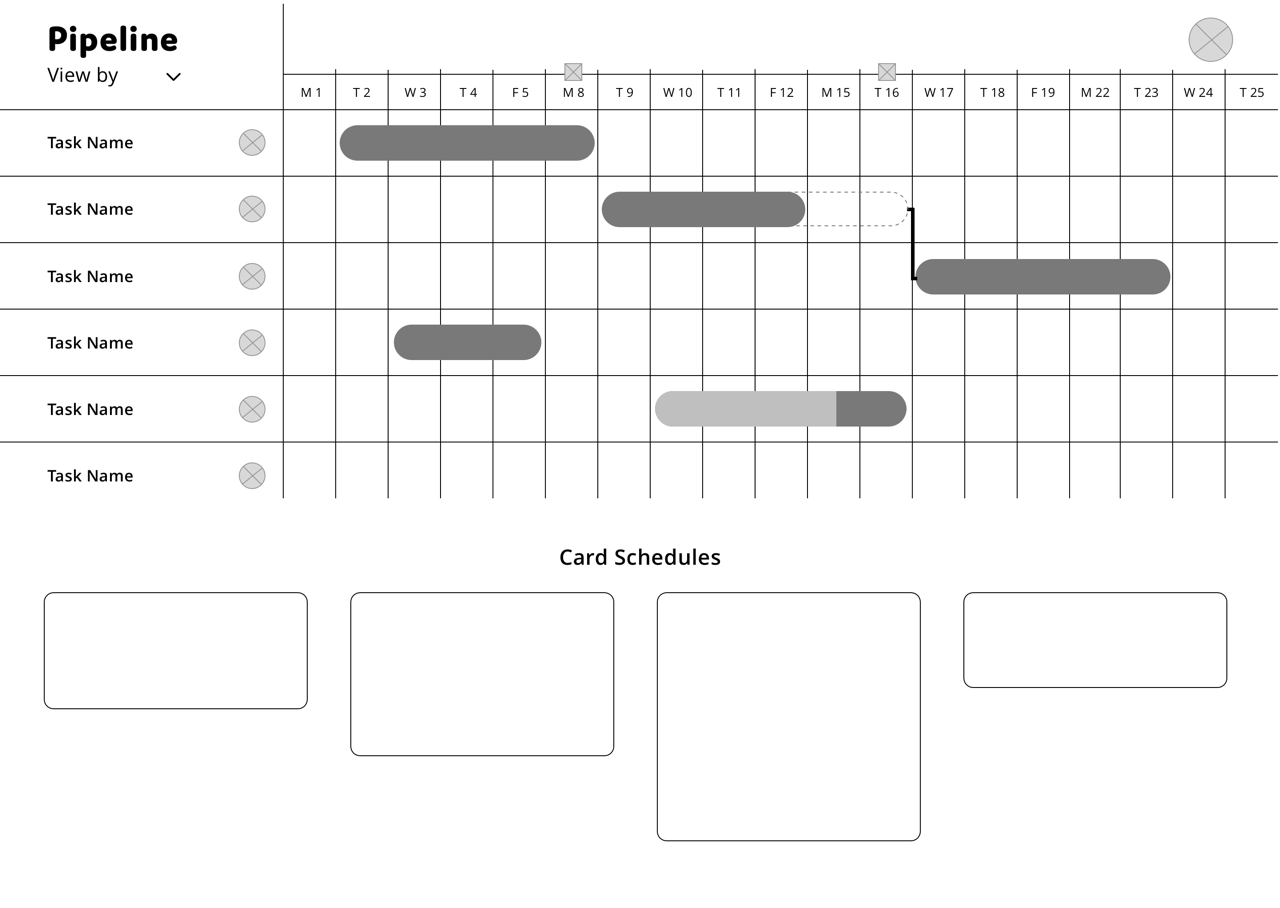 Pipeline
View by
M 1 T 2 W 3 T 4 F 5 M 8 T 9 W 10 T 11 F 12 M 15 T 16 W 17 T 18 F 19 M 22 T 23 W 24 T 25
Task Name
Task Name
Task Name
Task Name
Task Name
Task Name
Card Schedules